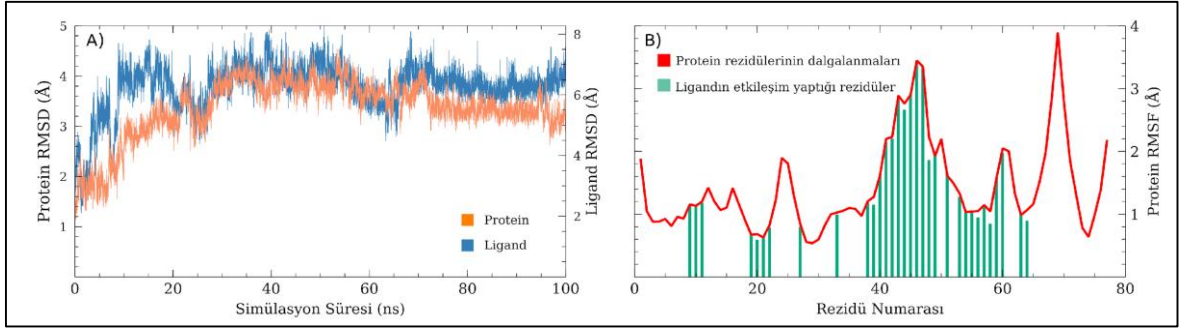 A)
Protein RMSD (Å)
5
4
3
2
1
8
6
4
2
Ligand RMSD (Å)
Protein
Ligand
0
20
40
60
80
100
Simülasyon Süresi (ns)
B)
Protein rezidülerinin dalgalanmaları
Ligandın etkileşim yaptığı rezidüler
4
3
2
1
Protein RMSF (Å)
0
20
40
60
80
Rezidü Numarası